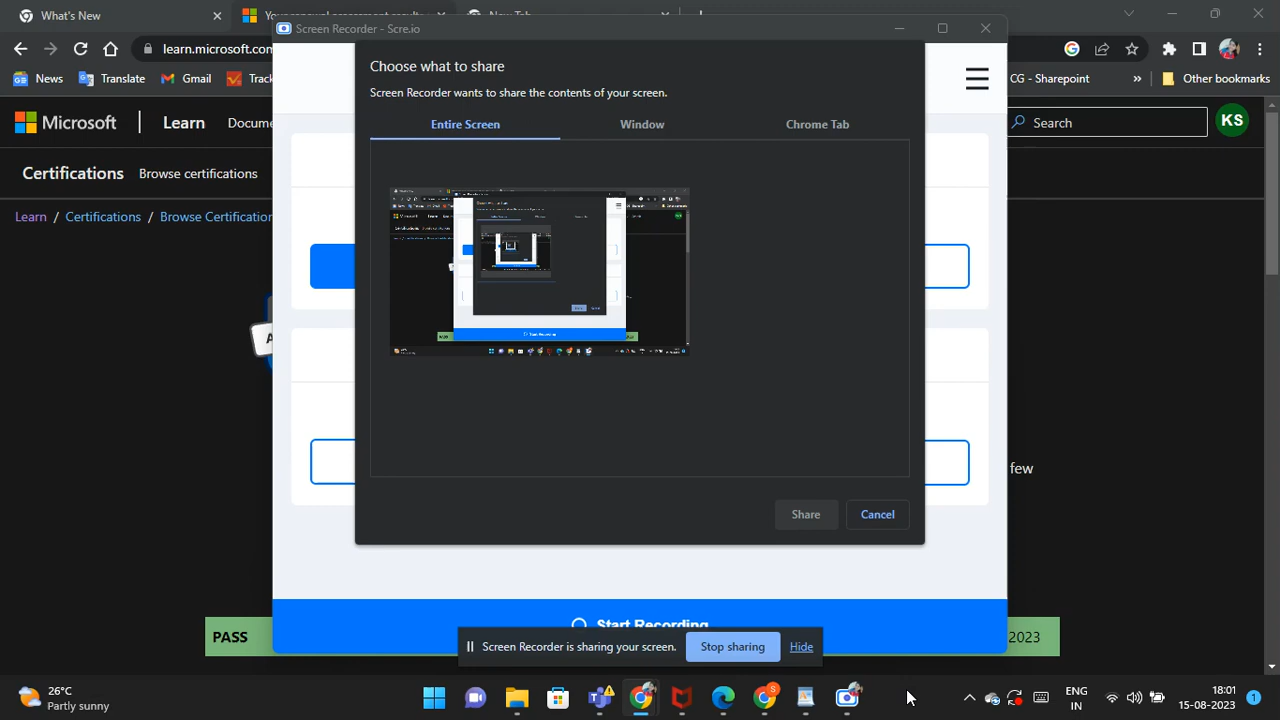 What's New
New Tab
Screen Recorder - Scre.io
learn.microsoft.com
News
Translate
Gmail
CG - Sharepoint
»
Other bookmarks
Choose what to share
Screen Recorder wants to share the contents of your screen.
Entire Screen
Window
Chrome Tab
Microsoft
Learn
Search
KS
Certifications
Browse certifications
Learn / Certifications /
few
Share
Cancel
PASS
2023
Start Recording
Screen Recorder is sharing your screen.
Stop sharing
Hide
26°C
Partly sunny
S
ENG
IN
18:01
15-08-2023
1